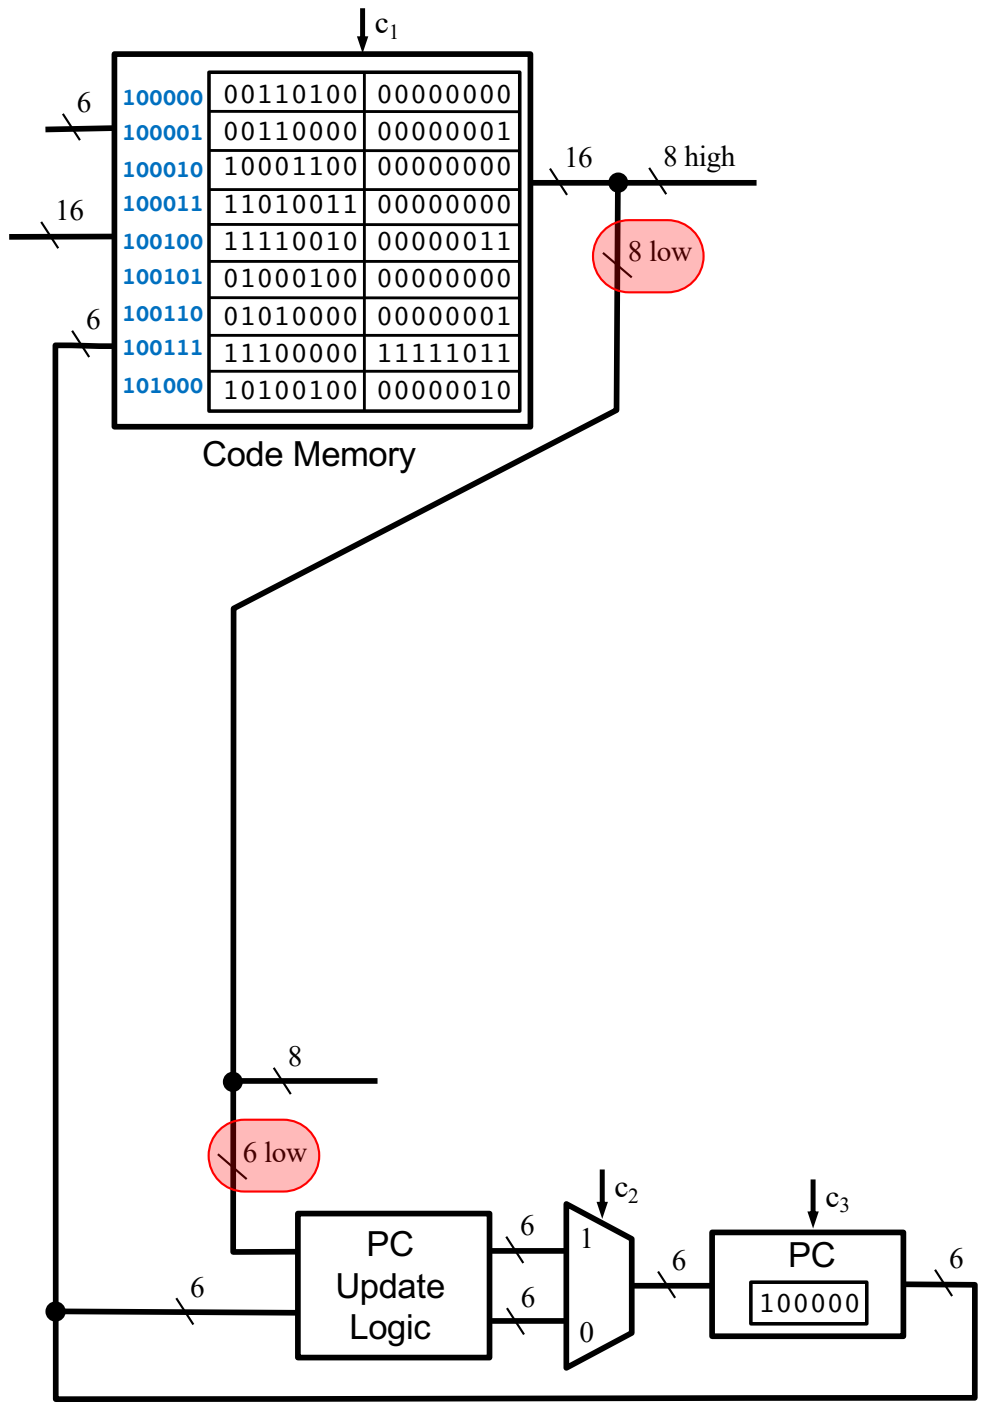 c1
6
16
6
100000 00110100 00000000
100001 00110000 00000001
100010 10001100 00000000
100011 11010011 00000000
100100 11110010 00000011
100101 01000100 00000000
100110 01010000 00000001
100111 11100000 11111011
101000 10100100 00000010
Code Memory
16
8 high
8 low
8
6 low
6
PC
Update
Logic
6
6
c2
1
0
6
c3
PC
100000
6